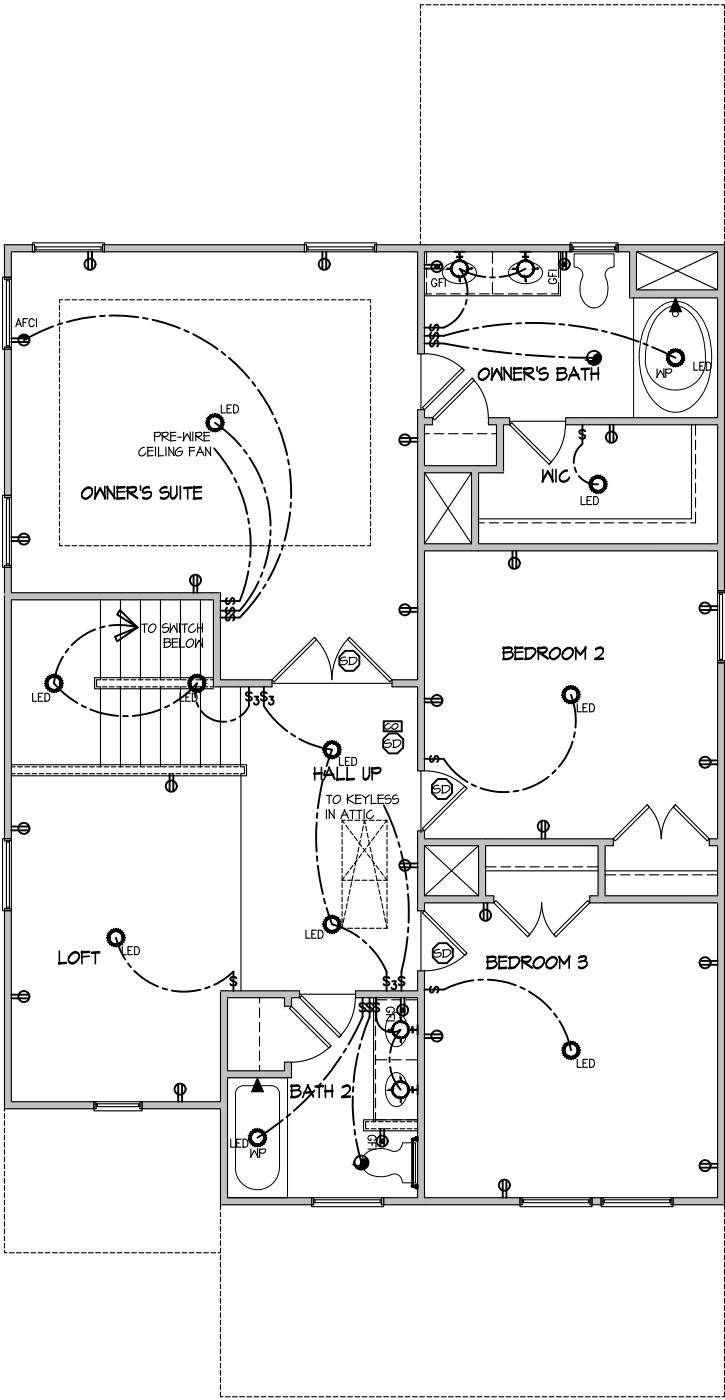 GFI
GFI
AFCI
$
$
$
OWNER'S BATH
WP
LED
LED
PRE-WIRE
CEILING FAN
$
WIC
OWNER'S SUITE
LED
$
$
$
TO SWITCH
BELOW
BEDROOM 2
SD
LED
LED
$3
$3
LED
S
SD
LED
HALL UP
$
SD
TO KEYLESS
IN ATTIC
LED
LED
LOFT
SD
BEDROOM 3
$
$3
$
$
$$$
GFI
LED
BATH 2
LED
WP
GFI